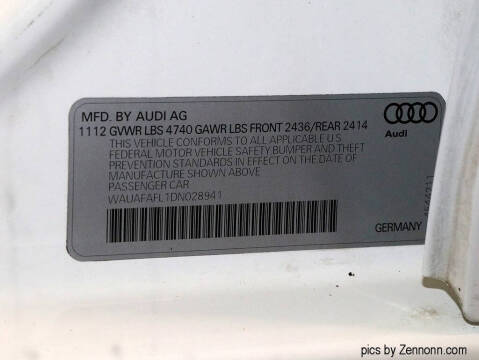 MFD. BY AUDI AG
1112 GVWR LBS 4740 GAWR LBS FRONT 2436/REAR 2414
THIS VEHICLE CONFORMS TO ALL APPLICABLE U.S
FEDERAL MOTOR VEHICLE SAFETY BUMPER AND THEFT
PREVENTION STANDARDS IN EFFECT ON THE DATE OF
MANUFACTURE SHOWN ABOVE
PASSENGER CAR
WAUAFAFL1DN028941
Audi
GERMANY
pics by Zennonn.com